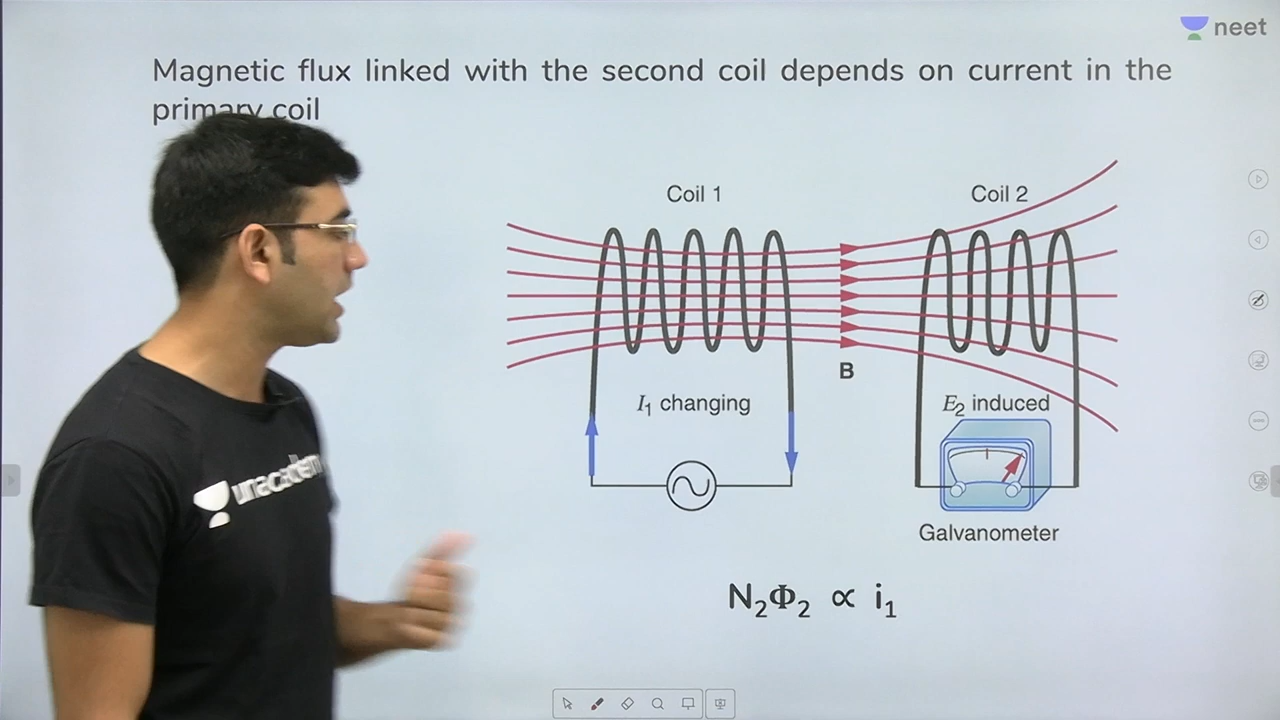 neet
Magnetic flux linked with the second coil depends on current in the
primary coil
Coil 1
Coil 2
B
I₁ changing
E₂ induced
Galvanometer
N₂Φ₂ ∝ i₁
unacademy